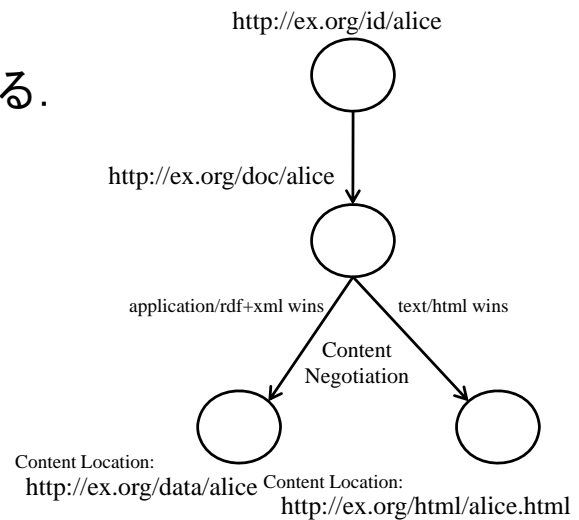 http://ex.org/id/alice
る.
http://ex.org/doc/alice
application/rdf+xml wins
text/html wins
Content
Negotiation
Content Location:
http://ex.org/data/alice
Content Location:
http://ex.org/html/alice.html